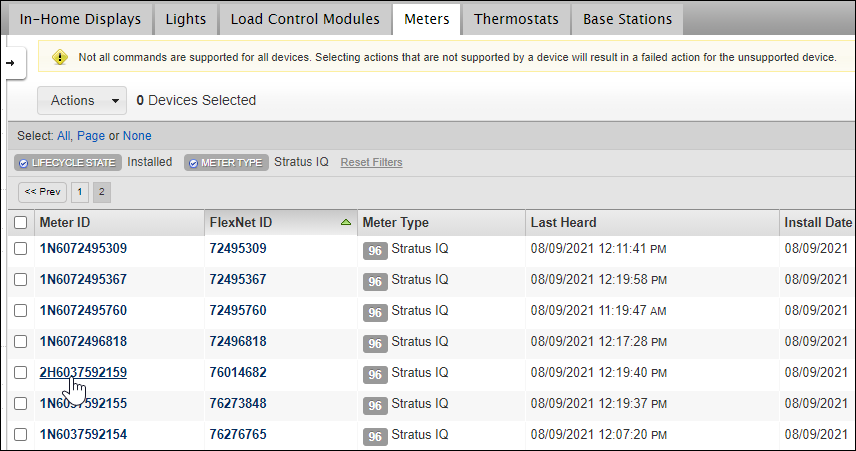 In-Home Displays Lights Load Control Modules Meters Thermostats Base Stations
Not all commands are supported for all devices. Selecting actions that are not supported by a device will result in a failed action for the unsupported device.
Actions 0 Devices Selected
Select: All, Page or None
LIFECYCLE STATE Installed METER TYPE Stratus IQ Reset Filters
<< Prev 1 2
Meter ID FlexNet ID Meter Type Last Heard Install Date
1N6072495309 72495309 96 Stratus IQ 08/09/2021 12:11:41 PM 08/09/2021
1N6072495367 72495367 96 Stratus IQ 08/09/2021 12:19:58 PM 08/09/2021
1N6072495760 72495760 96 Stratus IQ 08/09/2021 11:19:47 AM 08/09/2021
1N6072496818 72496818 96 Stratus IQ 08/09/2021 12:17:28 PM 08/09/2021
2H6037592159 76014682 96 Stratus IQ 08/09/2021 12:19:40 PM 08/09/2021
1N6037592155 76273848 96 Stratus IQ 08/09/2021 12:19:37 PM 08/09/2021
1N6037592154 76276765 96 Stratus IQ 08/09/2021 12:07:20 PM 08/09/2021